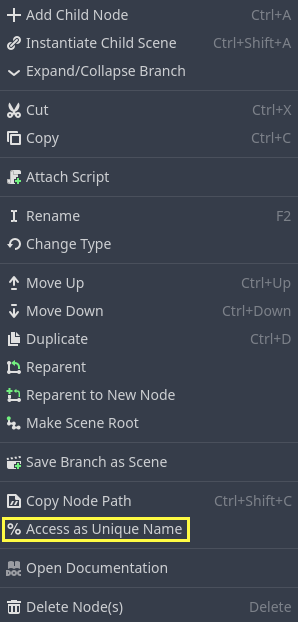 Add Child Node Ctrl+A
Instantiate Child Scene Ctrl+Shift+A
Expand/Collapse Branch
Cut Ctrl+X
Copy Ctrl+C
Attach Script
Rename F2
Change Type
Move Up Ctrl+Up
Move Down Ctrl+Down
Duplicate Ctrl+D
Reparent
Reparent to New Node
Make Scene Root
Save Branch as Scene
Copy Node Path Ctrl+Shift+C
% Access as Unique Name
DOC Open Documentation
Delete Node(s) Delete